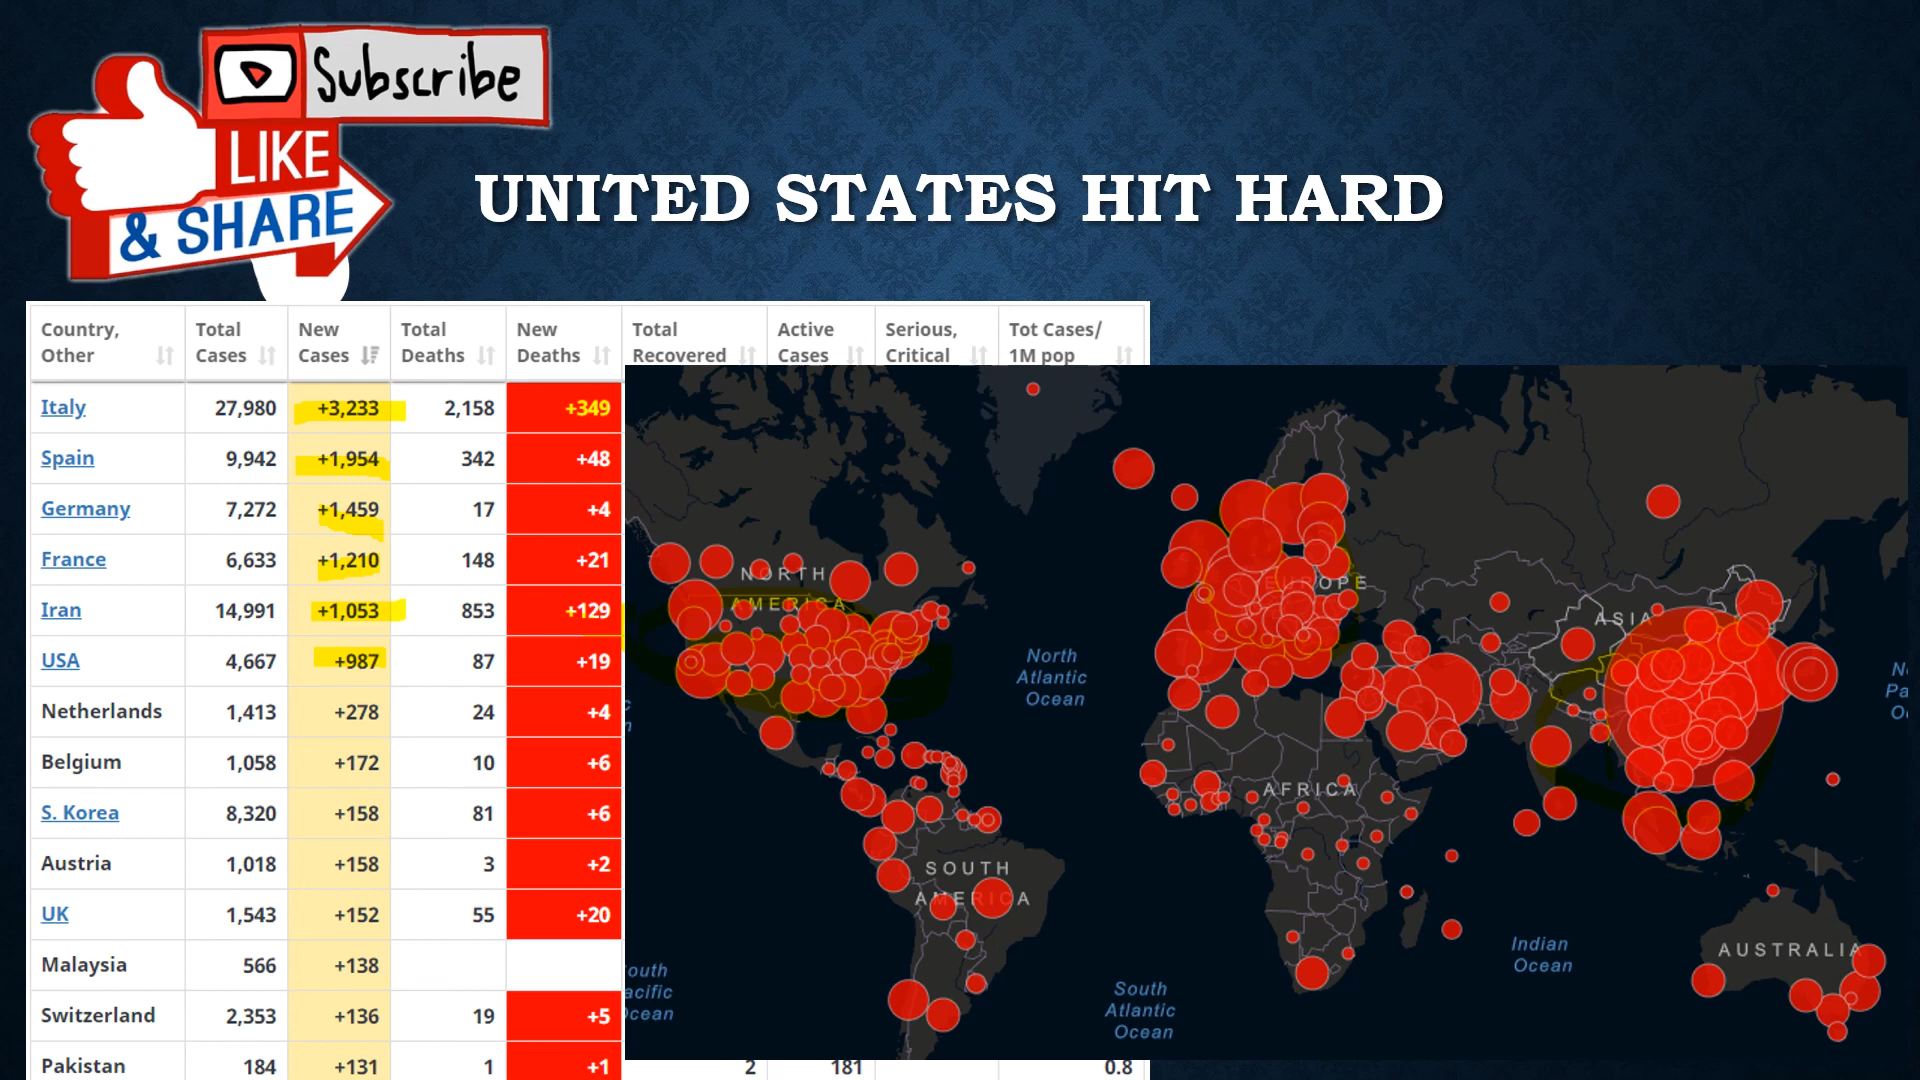 Subscribe
LIKE
& SHARE
UNITED STATES HIT HARD
Country, Other Total Cases New Cases Total Deaths New Deaths Total Recovered Active Cases Serious, Critical Tot Cases/ 1M pop
Italy 27,980 +3,233 2,158 +349
Spain 9,942 +1,954 342 +48
Germany 7,272 +1,459 17 +4
France 6,633 +1,210 148 +21
Iran 14,991 +1,053 853 +129
USA 4,667 +987 87 +19
Netherlands 1,413 +278 24 +4
Belgium 1,058 +172 10 +6
S. Korea 8,320 +158 81 +6
Austria 1,018 +158 3 +2
UK 1,543 +152 55 +20
Malaysia 566 +138
Switzerland 2,353 +136 19 +5
Pakistan 184 +131 1 +1 2 181 0.8
NORTH
AMERICA
EUROPE
ASIA
North
Atlantic
Ocean
AFRICA
SOUTH
AMERICA
Indian
Ocean
AUSTRALIA
South
Atlantic
Ocean